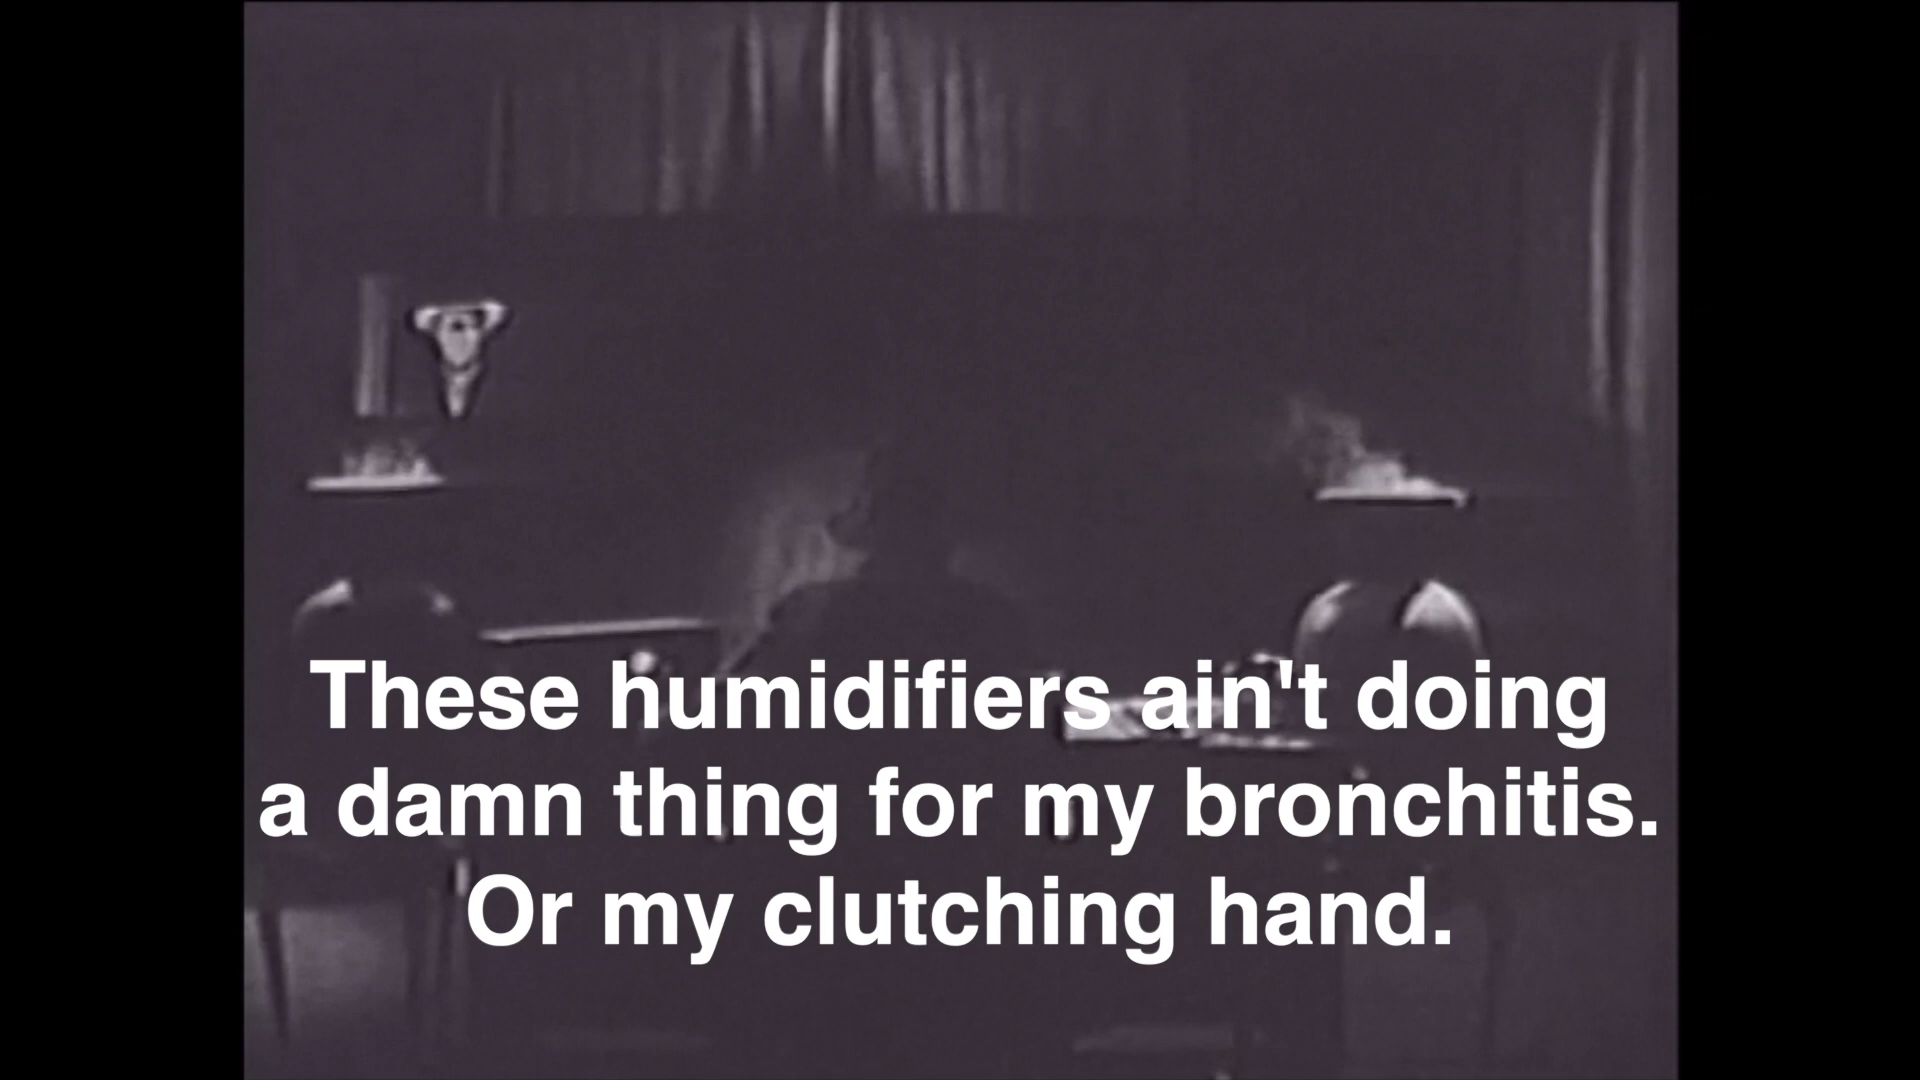 These humidifiers ain't doing
a damn thing for my bronchitis.
Or my clutching hand.